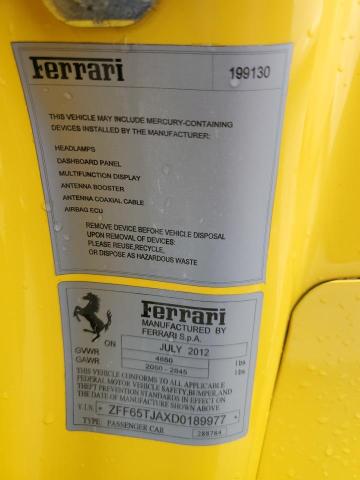 Ferrari
199130
THIS VEHICLE MAY INCLUDE MERCURY-CONTAINING
DEVICES INSTALLED BY THE MANUFACTURER:
HEADLAMPS
DASHBOARD PANEL
MULTIFUNCTION DISPLAY
ANTENNA BOOSTER
ANTENNA COAXIAL CABLE
AIRBAG ECU
REMOVE DEVICE BEFORE VEHICLE DISPOSAL
UPON REMOVAL OF DEVICES:
PLEASE REUSE,RECYCLE,
OR DISPOSE AS HAZARDOUS WASTE
Ferrari
MANUFACTURED BY
FERRARI S.p.A.
ON JULY 2012
GVWR 4660 lbs
GAWR 2050-2845 lbs
THIS VEHICLE CONFORMS TO ALL APPLICABLE
FEDERAL MOTOR VEHICLE SAFETY, BUMPER, AND
THEFT PREVENTION STANDARDS IN EFFECT ON
THE DATE OF MANUFACTURE SHOWN ABOVE
V.I.N. * ZFF65TJAXD0189977 *
TYPE PASSENGER CAR 288764